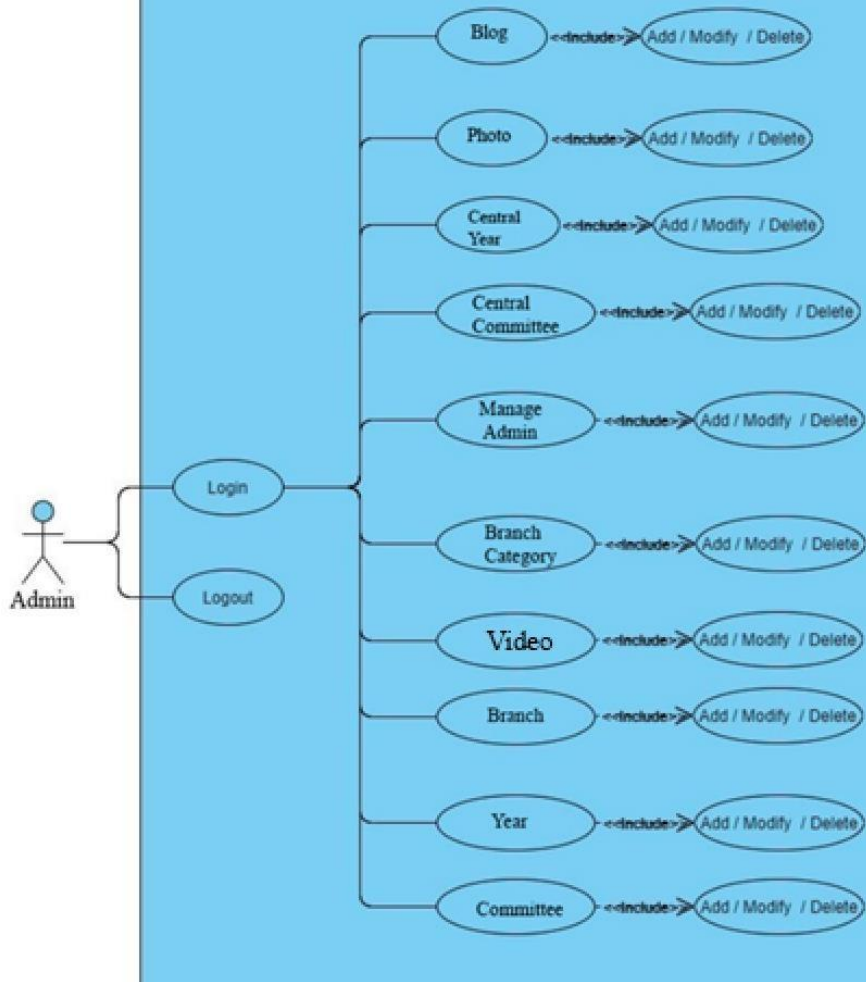 Blog <<Include>> Add / Modify / Delete
Photo <<Include>> Add / Modify / Delete
Central
Year <<Include>> Add / Modify / Delete
Central
Committee <<Include>> Add / Modify / Delete
Manage
Admin <<Include>> Add / Modify / Delete
Login
Branch
Category <<Include>> Add / Modify / Delete
Admin
Logout
Video <<Include>> Add / Modify / Delete
Branch <<Include>> Add / Modify / Delete
Year <<Include>> Add / Modify / Delete
Committee <<Include>> Add / Modify / Delete